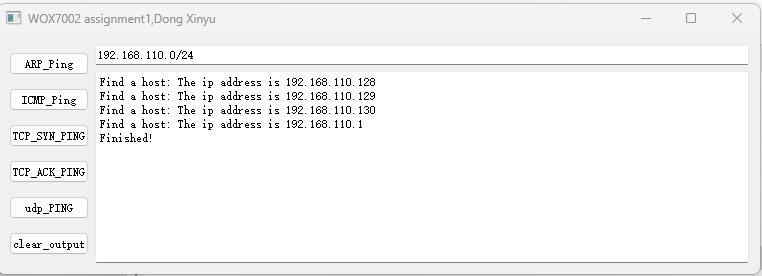 WOX7002 assignment1,Dong Xinyu
ARP_Ping
192.168.110.0/24
ICMP_Ping
TCP_SYN_PING
TCP_ACK_PING
udp_PING
clear_output
Find a host: The ip address is 192.168.110.128
Find a host: The ip address is 192.168.110.129
Find a host: The ip address is 192.168.110.130
Find a host: The ip address is 192.168.110.1
Finished!